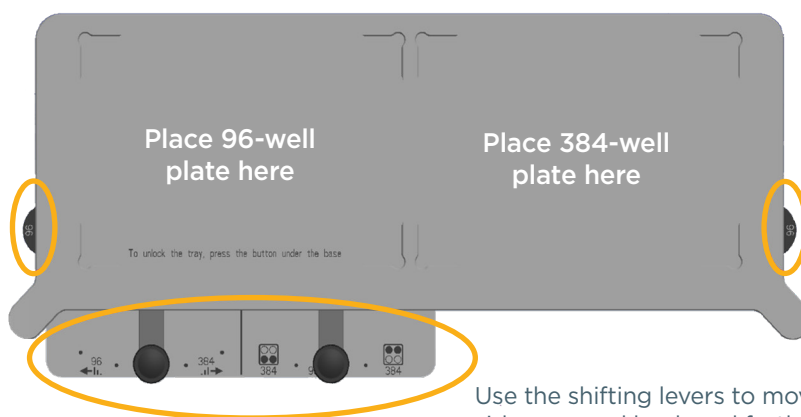 Place 96-well
plate here
Place 384-well
plate here
96
96
To unlock the tray, press the button under the base
96
384
384
384
Use the shifting levers to mov